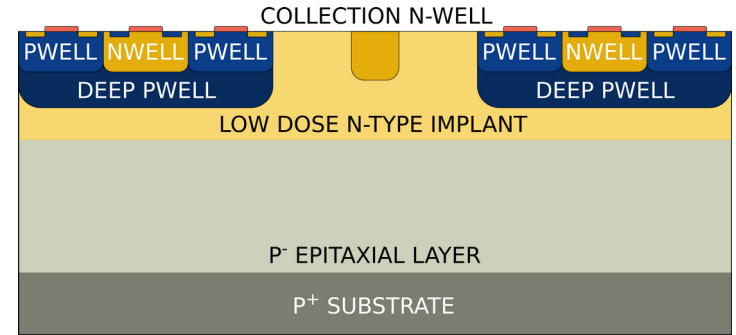 COLLECTION N-WELL
PWELL NWELL PWELL PWELL NWELL PWELL
DEEP PWELL DEEP PWELL
LOW DOSE N-TYPE IMPLANT
P⁻ EPITAXIAL LAYER
P⁺ SUBSTRATE